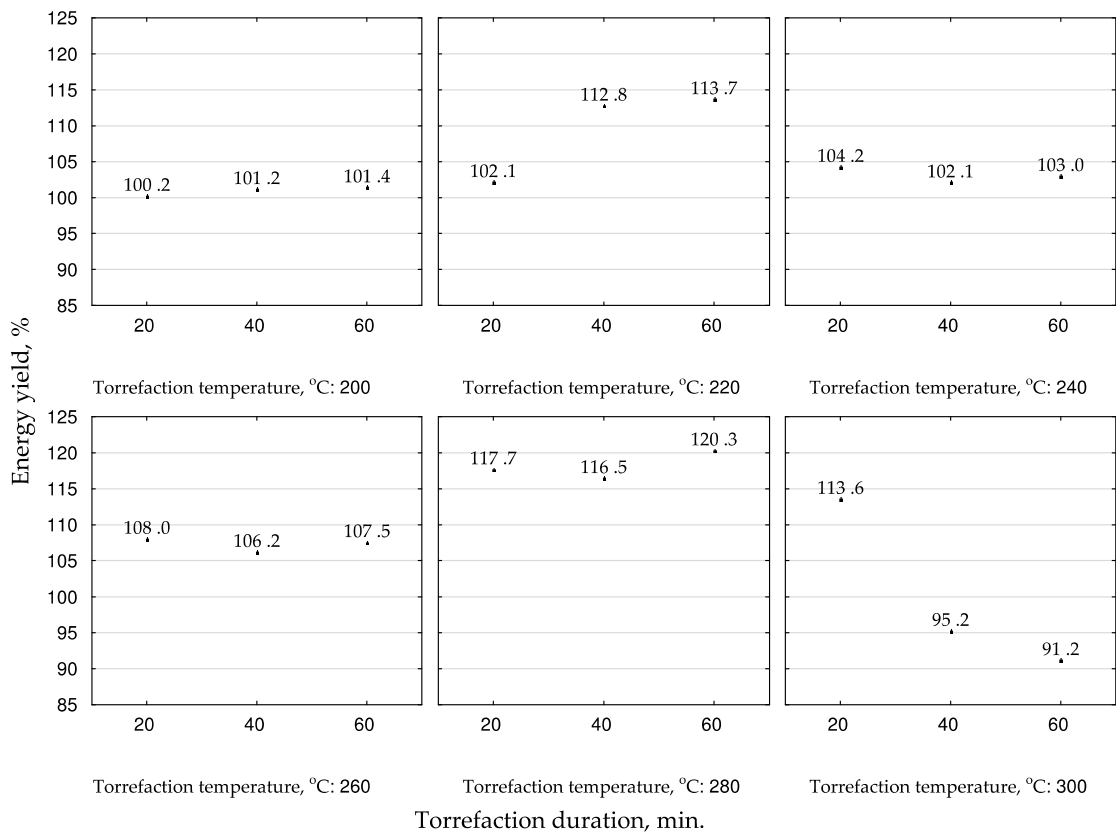 125
120
115
110
105
100
95
90
85
100 .2
101 .2
101 .4
20 40 60
Torrefaction temperature, °C: 200
102 .1
112 .8
113 .7
20 40 60
Torrefaction temperature, °C: 220
104 .2
102 .1
103 .0
20 40 60
Torrefaction temperature, °C: 240
Energy yield, %
125
120
115
110
105
100
95
90
85
108 .0
106 .2
107 .5
20 40 60
Torrefaction temperature, °C: 260
117 .7
116 .5
120 .3
20 40 60
Torrefaction temperature, °C: 280
113 .6
95 .2
91 .2
20 40 60
Torrefaction temperature, °C: 300
Torrefaction duration, min.